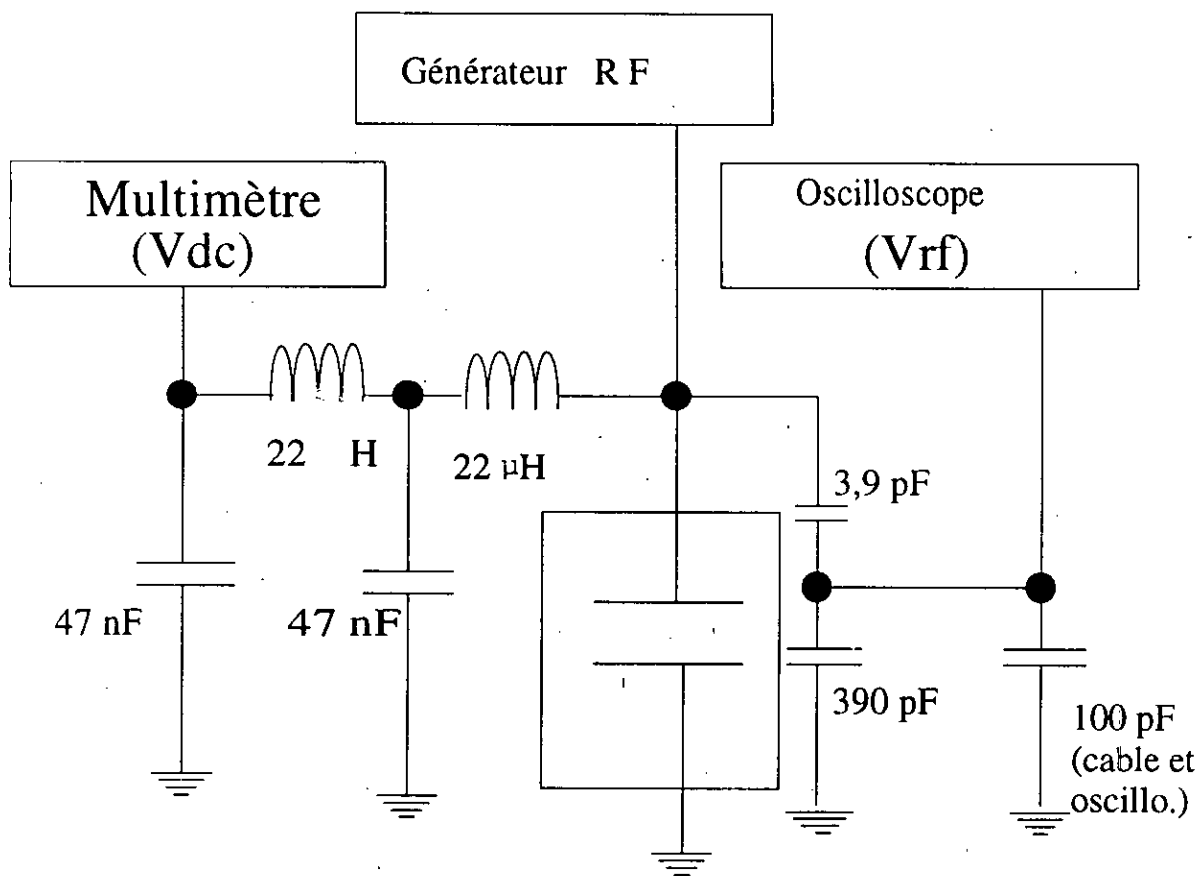 Générateur R F
Multimètre
(Vdc)
Oscilloscope
(Vrf)
22 H
22 µH
3,9 pF
47 nF
47 nF
390 pF
100 pF
(cable et
oscillo.)